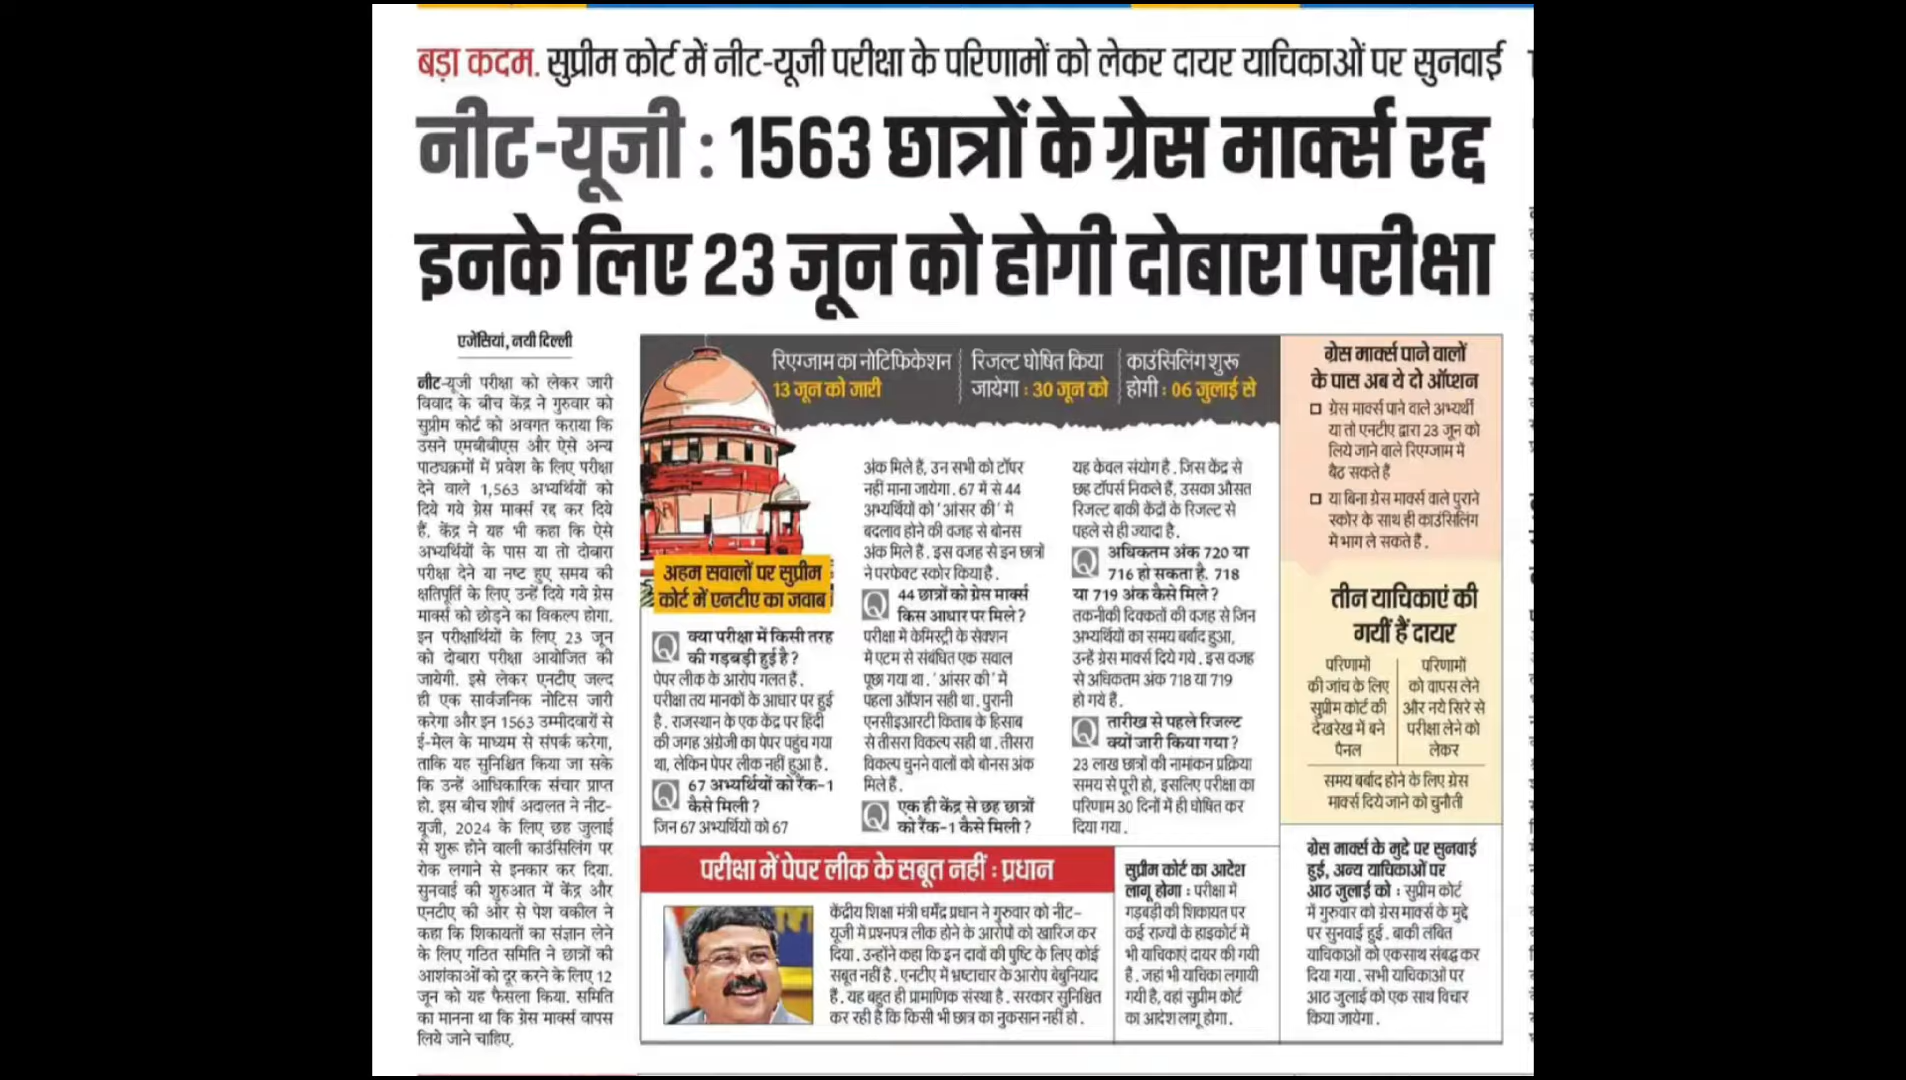 बड़ा कदम. सुप्रीम कोर्ट में नीट-यूजी परीक्षा के परिणामों को लेकर दायर याचिकाओं पर सुनवाई
नीट-यूजी : 1563 छात्रों के ग्रेस मार्क्स रद्द
इनके लिए 23 जून को होगी दोबारा परीक्षा
एजेंसियां, नयी दिल्ली
नीट-यूजी परीक्षा को लेकर जारी
विवाद के बीच केंद्र ने गुरुवार को
सुप्रीम कोर्ट को अवगत कराया कि
उसने एमबीबीएस और ऐसे अन्य
पाठ्यक्रमों में प्रवेश के लिए परीक्षा
देने वाले 1,563 अभ्यर्थियों को
दिये गये ग्रेस मार्क्स रद्द कर दिये
हैं. केंद्र ने यह भी कहा कि ऐसे
अभ्यर्थियों के पास या तो दोबारा
परीक्षा देने या नष्ट हुए समय की
क्षतिपूर्ति के लिए उन्हें दिये गये ग्रेस
मार्क्स को छोड़ने का विकल्प होगा.
इन परीक्षार्थियों के लिए 23 जून
को दोबारा परीक्षा आयोजित की
जायेगी. इसे लेकर एनटीए जल्द
ही एक सार्वजनिक नोटिस जारी
करेगा और इन 1563 उम्मीदवारों से
ई-मेल के माध्यम से संपर्क करेगा,
ताकि यह सुनिश्चित किया जा सके
कि उन्हें आधिकारिक संचार प्राप्त
हो. इस बीच शीर्ष अदालत ने नीट-
यूजी, 2024 के लिए छह जुलाई
से शुरू होने वाली काउंसिलिंग पर
रोक लगाने से इनकार कर दिया.
सुनवाई की शुरुआत में केंद्र और
एनटीए की ओर से पेश वकील ने
कहा कि शिकायतों का संज्ञान लेने
के लिए गठित समिति ने छात्रों की
आशंकाओं को दूर करने के लिए 12
जून को यह फैसला किया. समिति
का मानना था कि ग्रेस मार्क्स वापस
लिये जाने चाहिए.
रिएग्जाम का नोटिफिकेशन
13 जून को जारी
रिजल्ट घोषित किया
जायेगा : 30 जून को
काउंसिलिंग शुरू
होगी : 06 जुलाई से
अहम सवालों पर सुप्रीम
कोर्ट में एनटीए का जवाब
Q क्या परीक्षा में किसी तरह
की गड़बड़ी हुई है ?
पेपर लीक के आरोप गलत हैं .
परीक्षा तय मानकों के आधार पर हुई
है . राजस्थान के एक केंद्र पर हिंदी
की जगह अंग्रेजी का पेपर पहुंच गया
था, लेकिन पेपर लीक नहीं हुआ है .
Q 67 अभ्यर्थियों को रैंक-1
कैसे मिली ?
जिन 67 अभ्यर्थियों को 67
अंक मिले हैं, उन सभी को टॉपर
नहीं माना जायेगा. 67 में से 44
अभ्यर्थियों को 'आंसर की' में
बदलाव होने की वजह से बोनस
अंक मिले हैं . इस वजह से इन छात्रों
ने परफेक्ट स्कोर किया है .
Q 44 छात्रों को ग्रेस मार्क्स
किस आधार पर मिले ?
परीक्षा में केमिस्ट्री के सेक्शन
में एटम से संबंधित एक सवाल
पूछा गया था . 'आंसर की' में
पहला ऑप्शन सही था . पुरानी
एनसीइआरटी किताब के हिसाब
से तीसरा विकल्प सही था . तीसरा
विकल्प चुनने वालों को बोनस अंक
मिले हैं .
Q एक ही केंद्र से छह छात्रों
को रैंक-1 कैसे मिली ?
यह केवल संयोग है . जिस केंद्र से
छह टॉपर्स निकले हैं, उसका औसत
रिजल्ट बाकी केंद्रों के रिजल्ट से
पहले से ही ज्यादा है .
Q अधिकतम अंक 720 या
716 हो सकता है. 718
या 719 अंक कैसे मिले ?
तकनीकी दिक्कतों की वजह से जिन
अभ्यर्थियों का समय बर्बाद हुआ,
उन्हें ग्रेस मार्क्स दिये गये . इस वजह
से अधिकतम अंक 718 या 719
हो गये हैं .
Q तारीख से पहले रिजल्ट
क्यों जारी किया गया ?
23 लाख छात्रों की नामांकन प्रक्रिया
समय से पूरी हो, इसलिए परीक्षा का
परिणाम 30 दिनों में ही घोषित कर
दिया गया .
ग्रेस मार्क्स पाने वालों
के पास अब ये दो ऑप्शन
ग्रेस मार्क्स पाने वाले अभ्यर्थी
या तो एनटीए द्वारा 23 जून को
लिये जाने वाले रिएग्जाम में
बैठ सकते हैं
या बिना ग्रेस मार्क्स वाले पुराने
स्कोर के साथ ही काउंसिलिंग
में भाग ले सकते हैं .
तीन याचिकाएं की
गयीं हैं दायर
परिणामों
की जांच के लिए
सुप्रीम कोर्ट की
देखरेख में बने
पैनल
परिणामों
को वापस लेने
और नये सिरे से
परीक्षा लेने को
लेकर
समय बर्बाद होने के लिए ग्रेस
मार्क्स दिये जाने को चुनौती
परीक्षा में पेपर लीक के सबूत नहीं : प्रधान
केंद्रीय शिक्षा मंत्री धर्मेंद्र प्रधान ने गुरुवार को नीट-
यूजी में प्रश्नपत्र लीक होने के आरोपों को खारिज कर
दिया . उन्होंने कहा कि इन दावों की पुष्टि के लिए कोई
सबूत नहीं है . एनटीए में भ्रष्टाचार के आरोप बेबुनियाद
हैं . यह बहुत ही प्रामाणिक संस्था है . सरकार सुनिश्चित
कर रही है कि किसी भी छात्र का नुकसान नहीं हो .
सुप्रीम कोर्ट का आदेश
लागू होगा : परीक्षा में
गड़बड़ी की शिकायत पर
कई राज्यों के हाइकोर्ट में
भी याचिकाएं दायर की गयी
हैं . जहां भी याचिका लगायी
गयी है, वहां सुप्रीम कोर्ट
का आदेश लागू होगा .
ग्रेस मार्क्स के मुद्दे पर सुनवाई
हुई, अन्य याचिकाओं पर
आठ जुलाई को : सुप्रीम कोर्ट
में गुरुवार को ग्रेस मार्क्स के मुद्दे
पर सुनवाई हुई . बाकी लंबित
याचिकाओं को एकसाथ संबद्ध कर
दिया गया . सभी याचिकाओं पर
आठ जुलाई को एक साथ विचार
किया जायेगा .